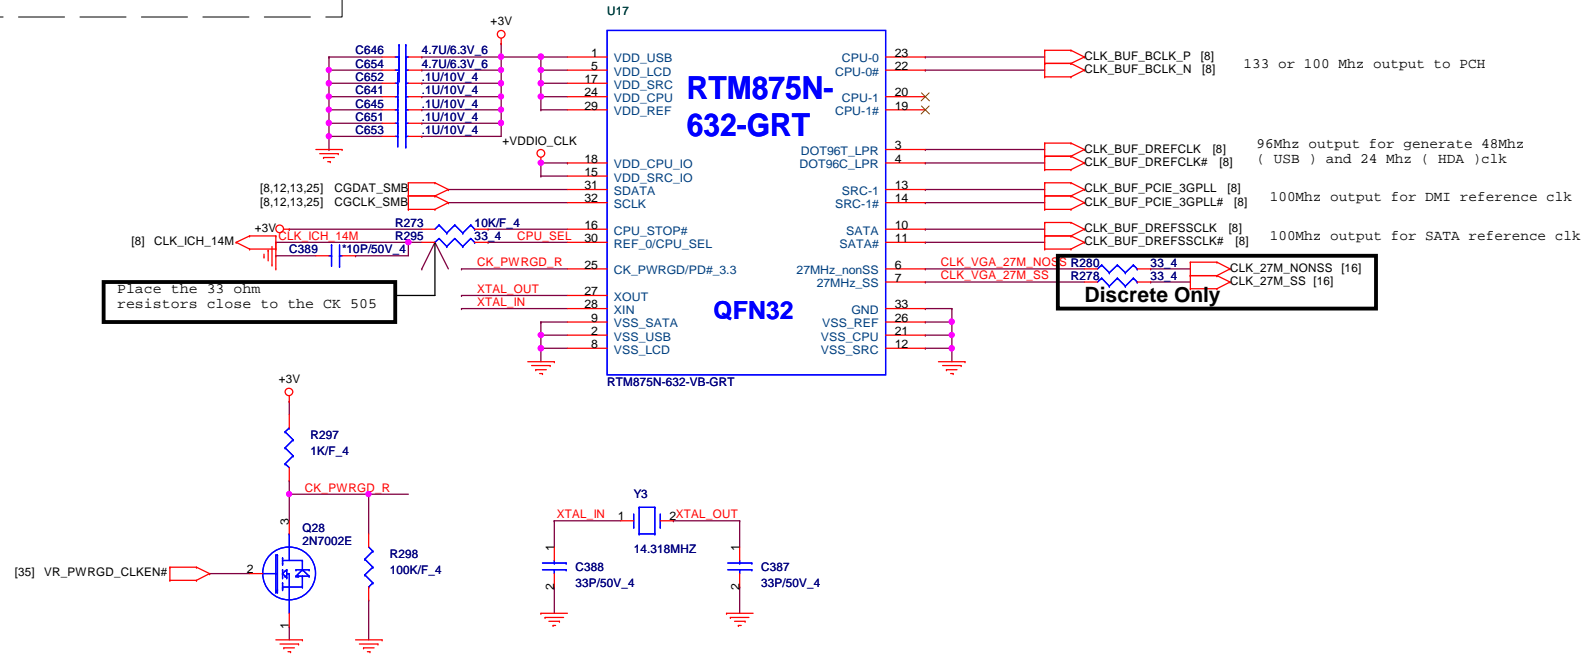 U17
+3V
C646 4.7U/6.3V_6
C654 4.7U/6.3V_6
C652 .1U/10V_4
C641 .1U/10V_4
C645 .1U/10V_4
C651 .1U/10V_4
C653 .1U/10V_4
+VDDIO_CLK
[8,12,13,25] CGDAT_SMB
[8,12,13,25] CGCLK_SMB
+3V
R273 10K/F_4
[8] CLK_ICH_14M
CLK_ICH_14M R295 33_4 CPU_SEL
C389 *10P/50V_4
CK_PWRGD_R
XTAL_OUT
XTAL_IN
Place the 33 ohm
resistors close to the CK 505
1 VDD_USB
5 VDD_LCD
17 VDD_SRC
24 VDD_CPU
29 VDD_REF
18 VDD_CPU_IO
15 VDD_SRC_IO
31 SDATA
32 SCLK
16 CPU_STOP#
30 REF_0/CPU_SEL
25 CK_PWRGD/PD#_3.3
27 XOUT
28 XIN
9 VSS_SATA
2 VSS_USB
8 VSS_LCD
RTM875N-
632-GRT
QFN32
RTM875N-632-VB-GRT
CPU-0 23
CPU-0# 22
CPU-1 20
CPU-1# 19
DOT96T_LPR 3
DOT96C_LPR 4
SRC-1 13
SRC-1# 14
SATA 10
SATA# 11
27MHz_nonSS 6
27MHz_SS 7
GND 33
VSS_REF 26
VSS_CPU 21
VSS_SRC 12
CLK_BUF_BCLK_P [8]
CLK_BUF_BCLK_N [8]
133 or 100 Mhz output to PCH
CLK_BUF_DREFCLK [8]
CLK_BUF_DREFCLK# [8]
96Mhz output for generate 48Mhz
( USB ) and 24 Mhz ( HDA )clk
CLK_BUF_PCIE_3GPLL [8]
CLK_BUF_PCIE_3GPLL# [8]
100Mhz output for DMI reference clk
CLK_BUF_DREFSSCLK [8]
CLK_BUF_DREFSSCLK# [8]
100Mhz output for SATA reference clk
CLK_VGA_27M_NOSS R280 33_4 CLK_27M_NONSS [16]
CLK_VGA_27M_SS R278 33_4 CLK_27M_SS [16]
Discrete Only
+3V
R297
1K/F_4
CK_PWRGD_R
3
Q28
2N7002E
[35] VR_PWRGD_CLKEN# 2
1
R298
100K/F_4
Y3
XTAL_IN 1 2 XTAL_OUT
14.318MHZ
1
C388
33P/50V_4
2
1
C387
33P/50V_4
2